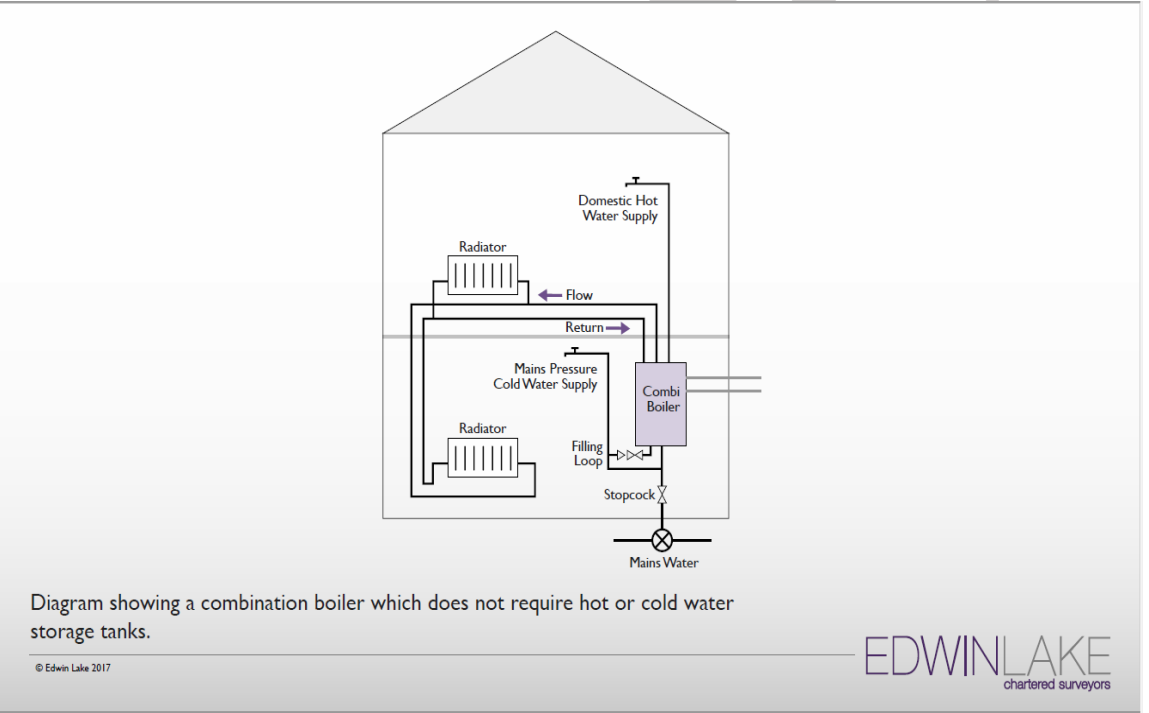 Domestic Hot
Water Supply
Radiator
Flow
Return
Mains Pressure
Cold Water Supply
Combi
Boiler
Radiator
Filling
Loop
Stopcock
Mains Water
Diagram showing a combination boiler which does not require hot or cold water
storage tanks.
© Edwin Lake 2017
EDWINLAKE
chartered surveyors